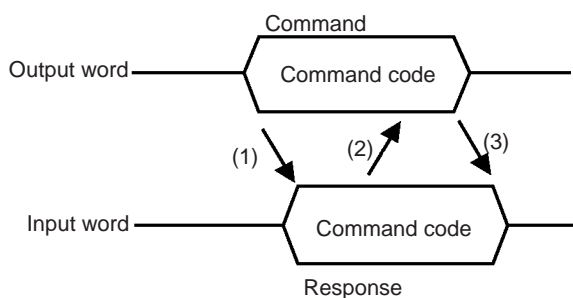 Command
Output word
Command code
(1)
(2)
(3)
Input word
Command code
Response